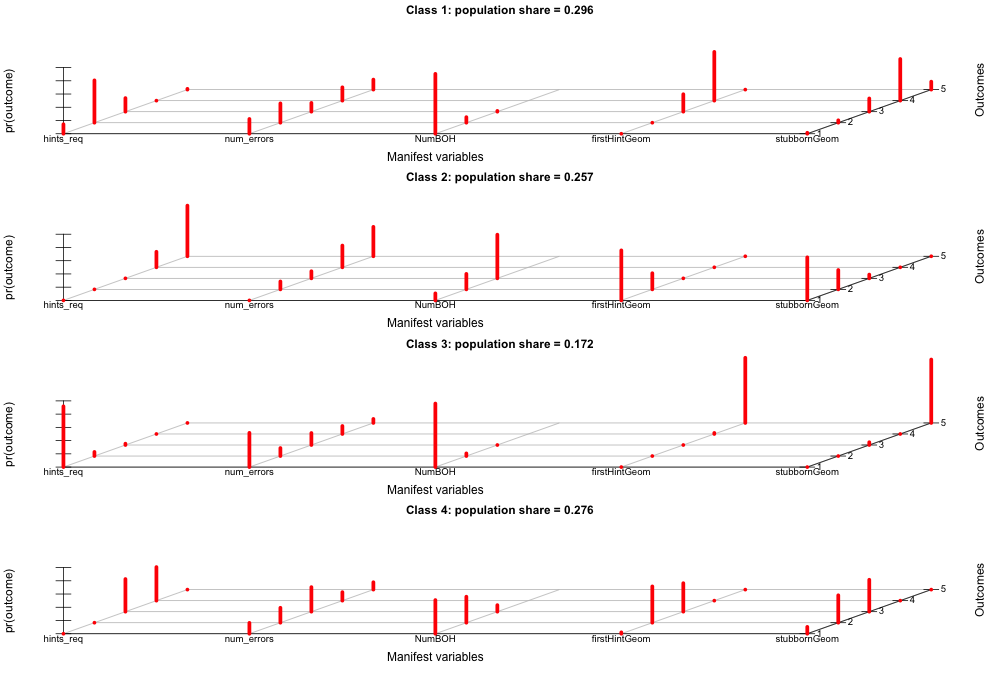 Class 1: population share = 0.296
pr(outcome)
Outcomes
5
4
3
2
1
hints_req num_errors NumBOH firstHintGeom stubbornGeom
Manifest variables
Class 2: population share = 0.257
pr(outcome)
Outcomes
5
4
3
2
1
hints_req num_errors NumBOH firstHintGeom stubbornGeom
Manifest variables
Class 3: population share = 0.172
pr(outcome)
Outcomes
5
4
3
2
1
hints_req num_errors NumBOH firstHintGeom stubbornGeom
Manifest variables
Class 4: population share = 0.276
pr(outcome)
Outcomes
5
4
3
2
1
hints_req num_errors NumBOH firstHintGeom stubbornGeom
Manifest variables